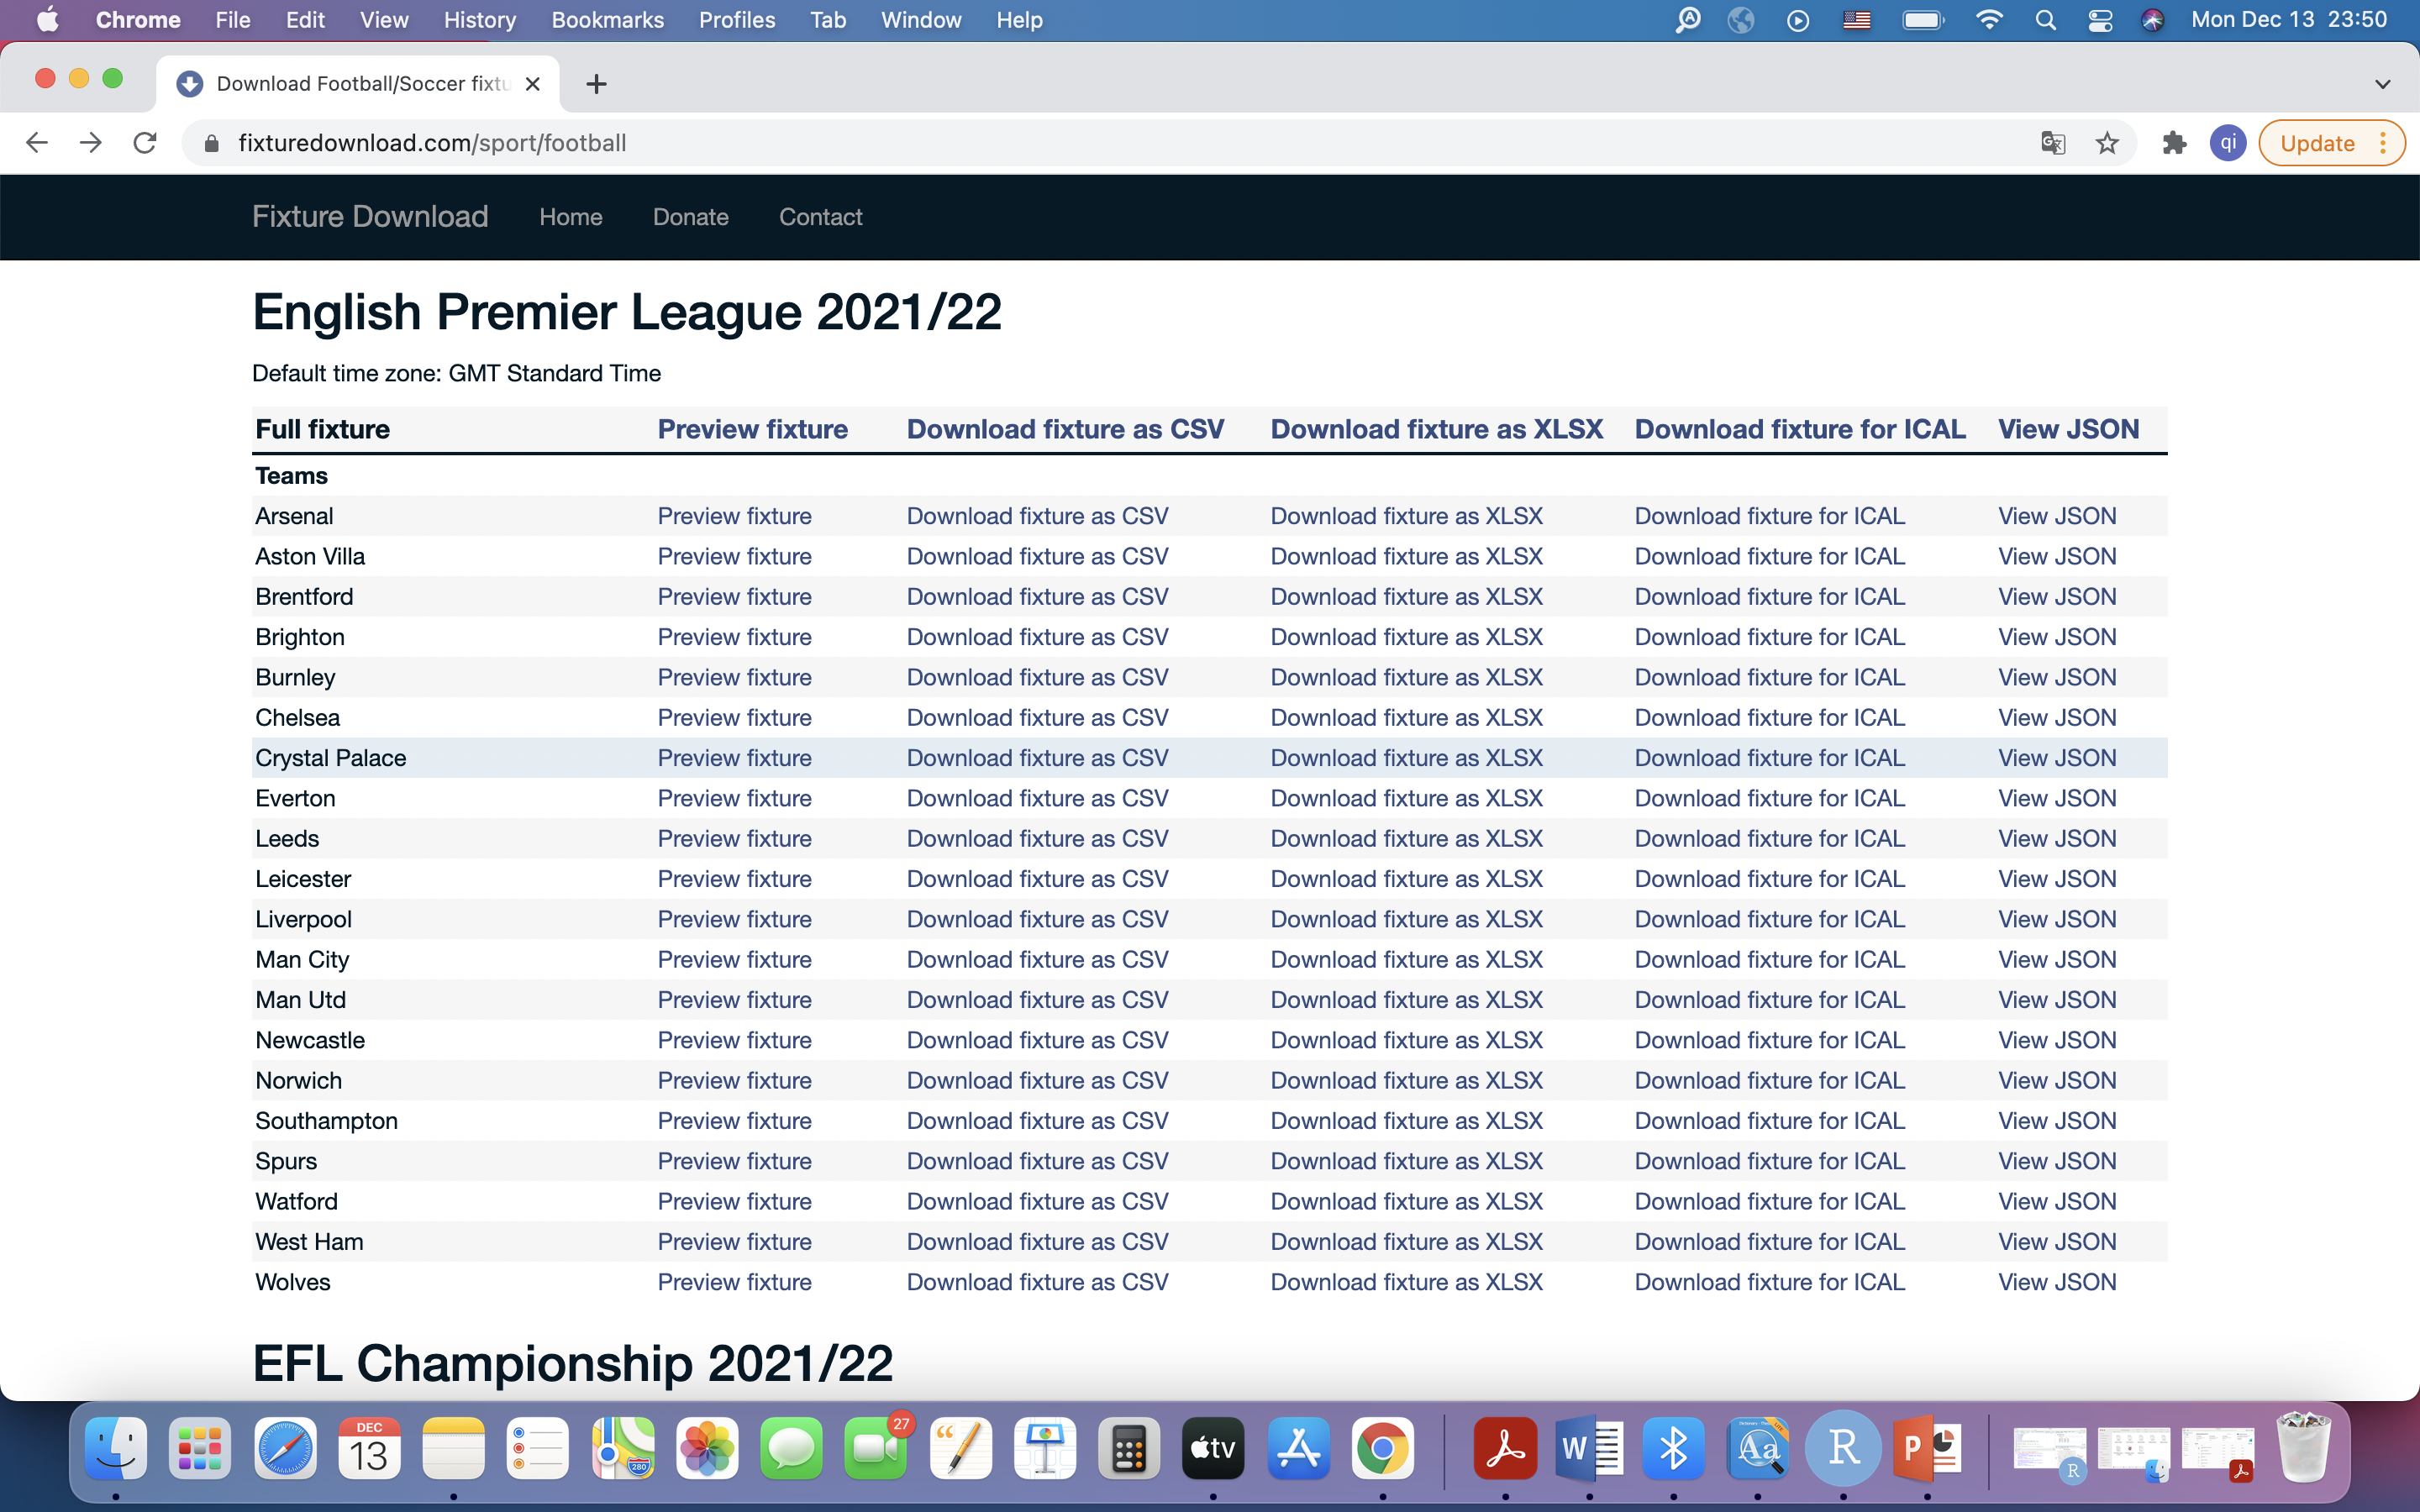 Chrome File Edit View History Bookmarks Profiles Tab Window Help Mon Dec 13 23:50
Download Football/Soccer fixtu
fixturedownload.com/sport/football qi Update
Fixture Download Home Donate Contact
English Premier League 2021/22
Default time zone: GMT Standard Time
Full fixture Preview fixture Download fixture as CSV Download fixture as XLSX Download fixture for ICAL View JSON
Teams
Arsenal Preview fixture Download fixture as CSV Download fixture as XLSX Download fixture for ICAL View JSON
Aston Villa Preview fixture Download fixture as CSV Download fixture as XLSX Download fixture for ICAL View JSON
Brentford Preview fixture Download fixture as CSV Download fixture as XLSX Download fixture for ICAL View JSON
Brighton Preview fixture Download fixture as CSV Download fixture as XLSX Download fixture for ICAL View JSON
Burnley Preview fixture Download fixture as CSV Download fixture as XLSX Download fixture for ICAL View JSON
Chelsea Preview fixture Download fixture as CSV Download fixture as XLSX Download fixture for ICAL View JSON
Crystal Palace Preview fixture Download fixture as CSV Download fixture as XLSX Download fixture for ICAL View JSON
Everton Preview fixture Download fixture as CSV Download fixture as XLSX Download fixture for ICAL View JSON
Leeds Preview fixture Download fixture as CSV Download fixture as XLSX Download fixture for ICAL View JSON
Leicester Preview fixture Download fixture as CSV Download fixture as XLSX Download fixture for ICAL View JSON
Liverpool Preview fixture Download fixture as CSV Download fixture as XLSX Download fixture for ICAL View JSON
Man City Preview fixture Download fixture as CSV Download fixture as XLSX Download fixture for ICAL View JSON
Man Utd Preview fixture Download fixture as CSV Download fixture as XLSX Download fixture for ICAL View JSON
Newcastle Preview fixture Download fixture as CSV Download fixture as XLSX Download fixture for ICAL View JSON
Norwich Preview fixture Download fixture as CSV Download fixture as XLSX Download fixture for ICAL View JSON
Southampton Preview fixture Download fixture as CSV Download fixture as XLSX Download fixture for ICAL View JSON
Spurs Preview fixture Download fixture as CSV Download fixture as XLSX Download fixture for ICAL View JSON
Watford Preview fixture Download fixture as CSV Download fixture as XLSX Download fixture for ICAL View JSON
West Ham Preview fixture Download fixture as CSV Download fixture as XLSX Download fixture for ICAL View JSON
Wolves Preview fixture Download fixture as CSV Download fixture as XLSX Download fixture for ICAL View JSON
EFL Championship 2021/22
DEC 27
13 280 tv W Aa R P R